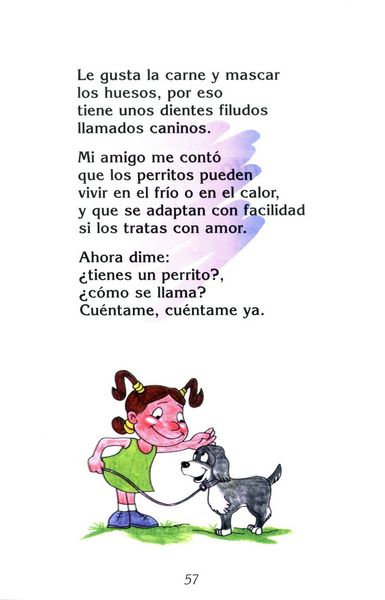 Le gusta la carne y mascar
los huesos, por eso
tiene unos dientes filudos
llamados caninos.
Mi amigo me contó
que los perritos pueden
vivir en el frío o en el calor,
y que se adaptan con facilidad
si los tratas con amor.
Ahora dime:
¿tienes un perrito?,
¿cómo se llama?
Cuéntame, cuéntame ya.
57